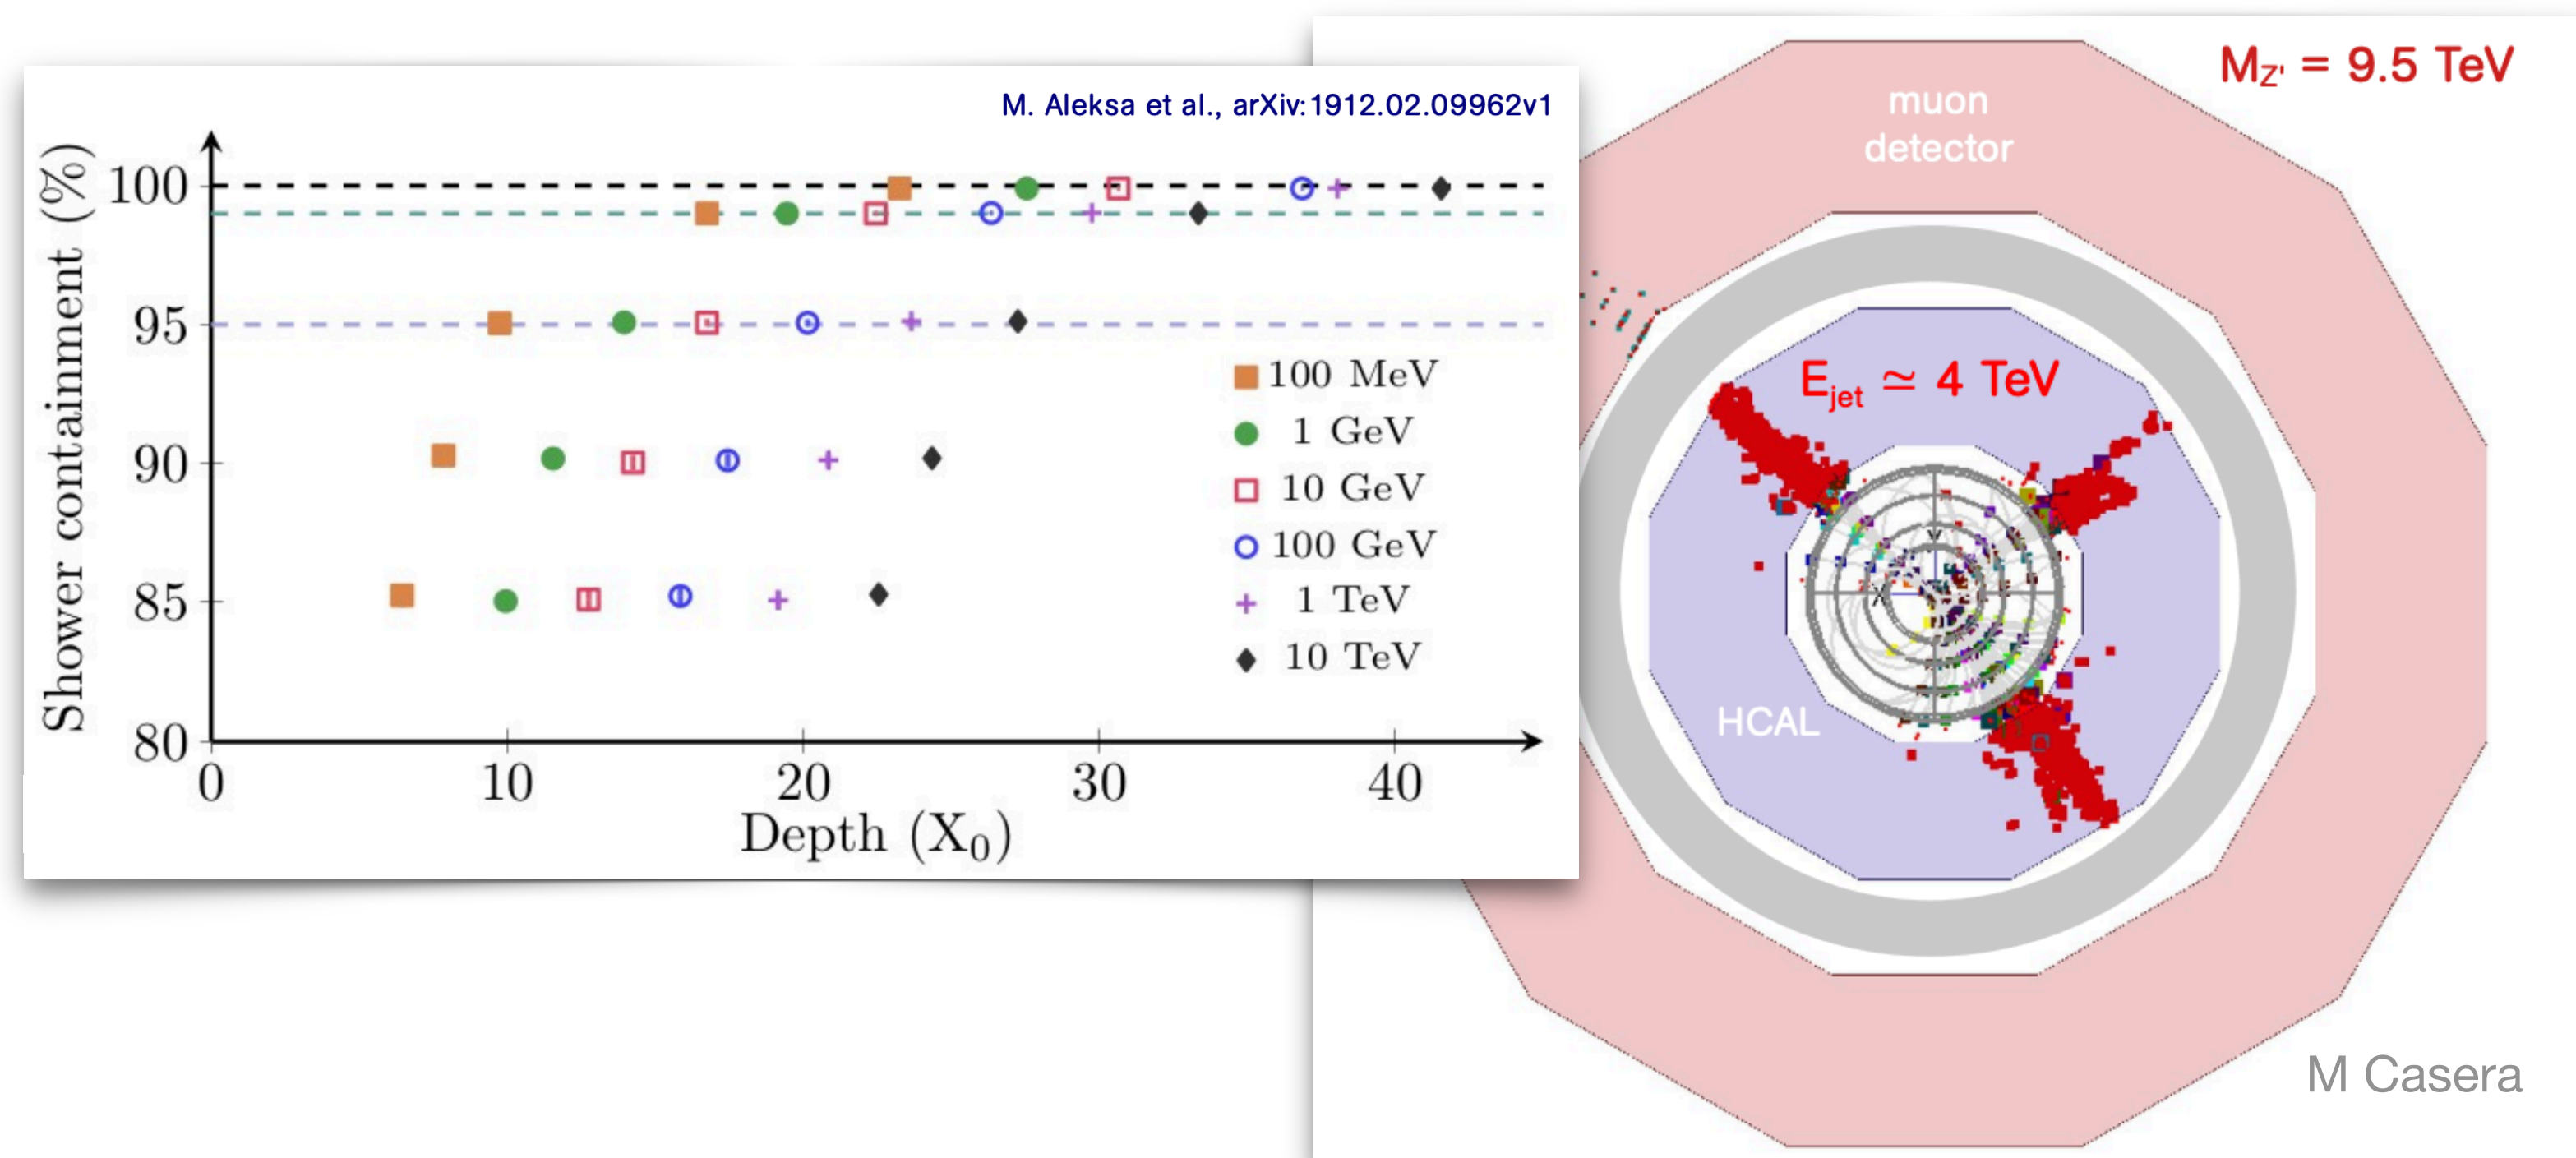 M. Aleksa et al., arXiv:1912.02.09962v1
Shower containment (%)
100
95
90
85
80
0 10 20 30 40
Depth (X₀)
100 MeV
1 GeV
10 GeV
100 GeV
1 TeV
10 TeV
M_Z' = 9.5 TeV
muon
detector
E_jet ≃ 4 TeV
Y
X
HCAL
M Casera